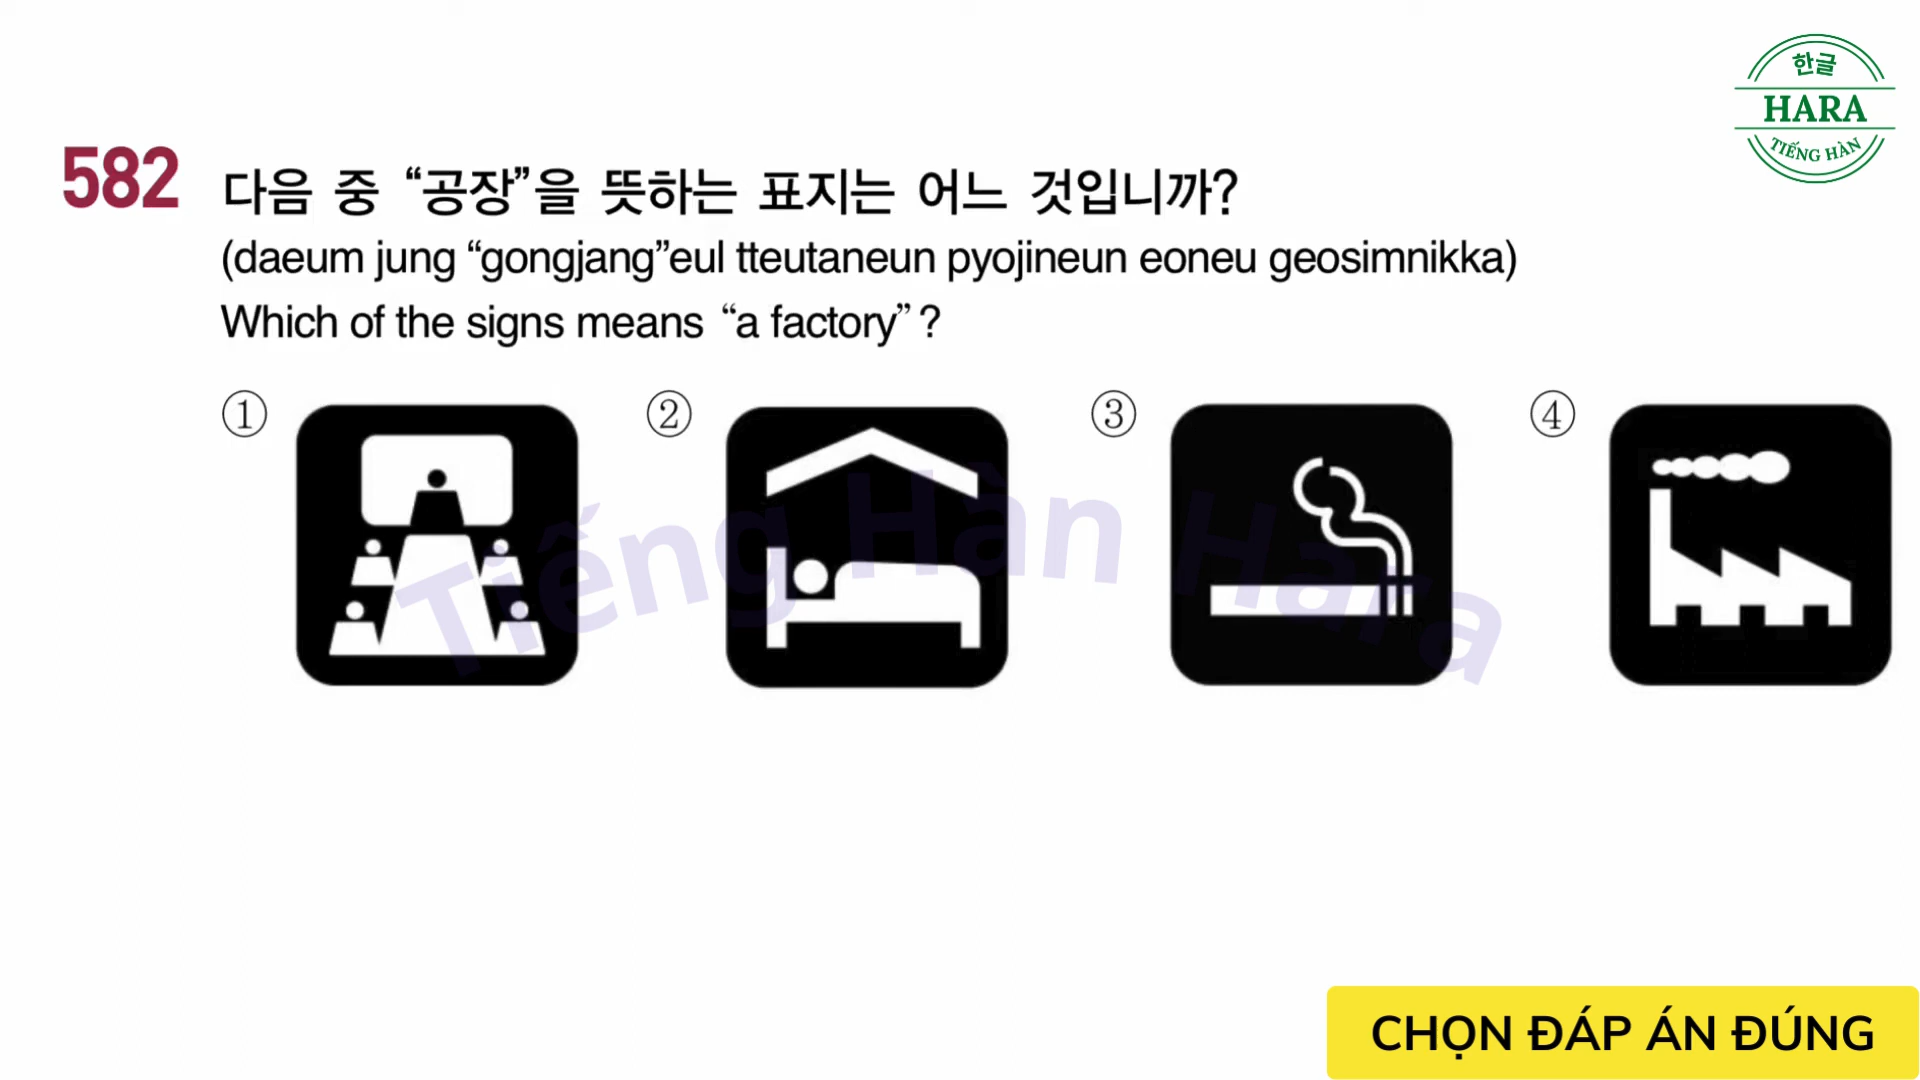 한글
HARA
TIẾNG HÀN
582 다음 중 “공장”을 뜻하는 표지는 어느 것입니까?
(daeum jung “gongjang”eul tteutaneun pyojineun eoneu geosimnikka)
Which of the signs means “a factory”?
① ② ③ ④
Tiếng Hàn Hara
CHỌN ĐÁP ÁN ĐÚNG